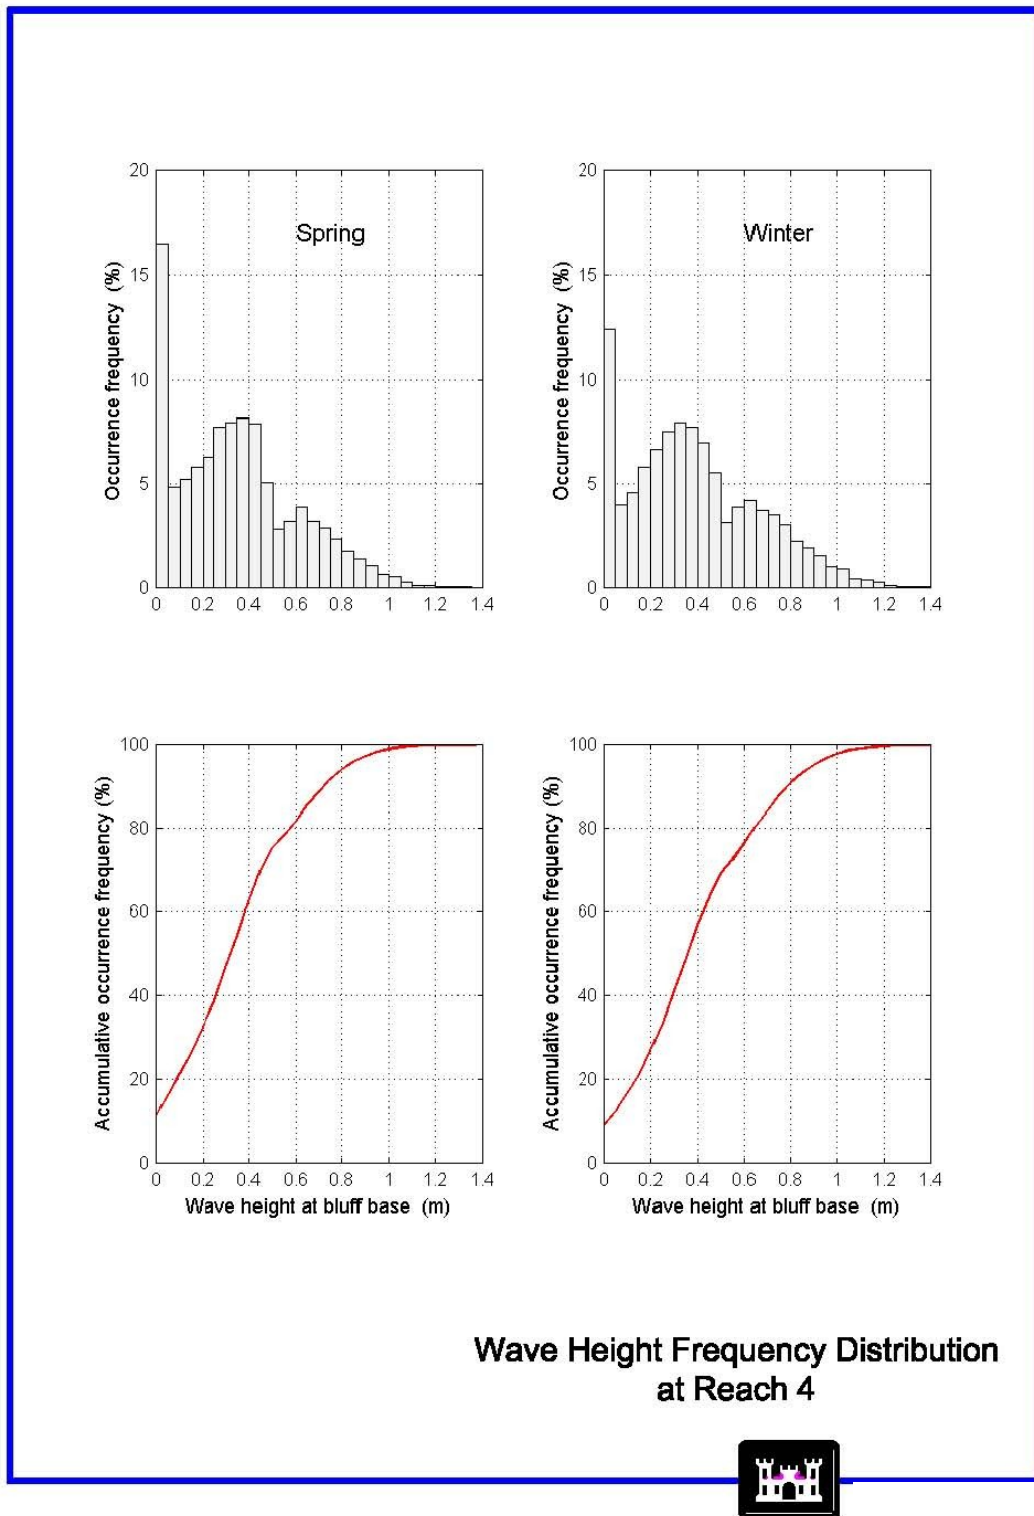 20
15
10
5
0
Spring
Occurrence frequency (%)
0 0.2 0.4 0.6 0.8 1 1.2 1.4
20
15
10
5
0
Winter
Occurrence frequency (%)
0 0.2 0.4 0.6 0.8 1 1.2 1.4
100
80
60
40
20
0
Accumulative occurrence frequency (%)
0 0.2 0.4 0.6 0.8 1 1.2 1.4
Wave height at bluff base (m)
100
80
60
40
20
0
Accumulative occurrence frequency (%)
0 0.2 0.4 0.6 0.8 1 1.2 1.4
Wave height at bluff base (m)
Wave Height Frequency Distribution
at Reach 4